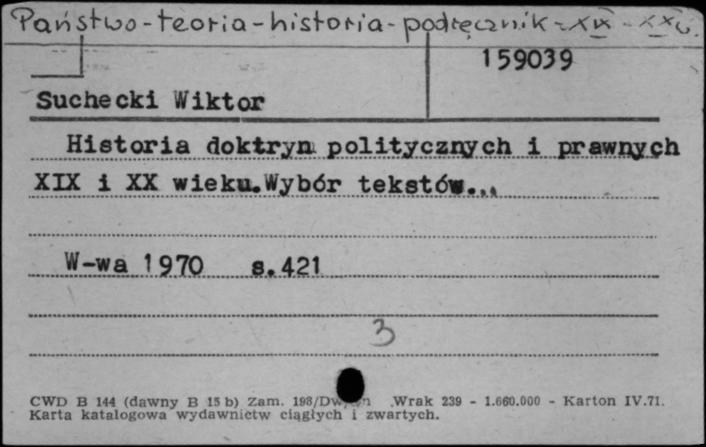 Państwo-teoria-historia-podręcznik-XIX-XXw.
159039
Suchecki Wiktor
Historia doktryn politycznych i prawnych
XIX i XX wieku.Wybór tekstów...
W-wa 1970 s.421
3
CWD B 144 (dawny B 15 b) Zam. 198/ Wrak 239 - 1.660.000 - Karton IV.71.
Karta katalogowa wydawnictw ciągłych i zwartych.